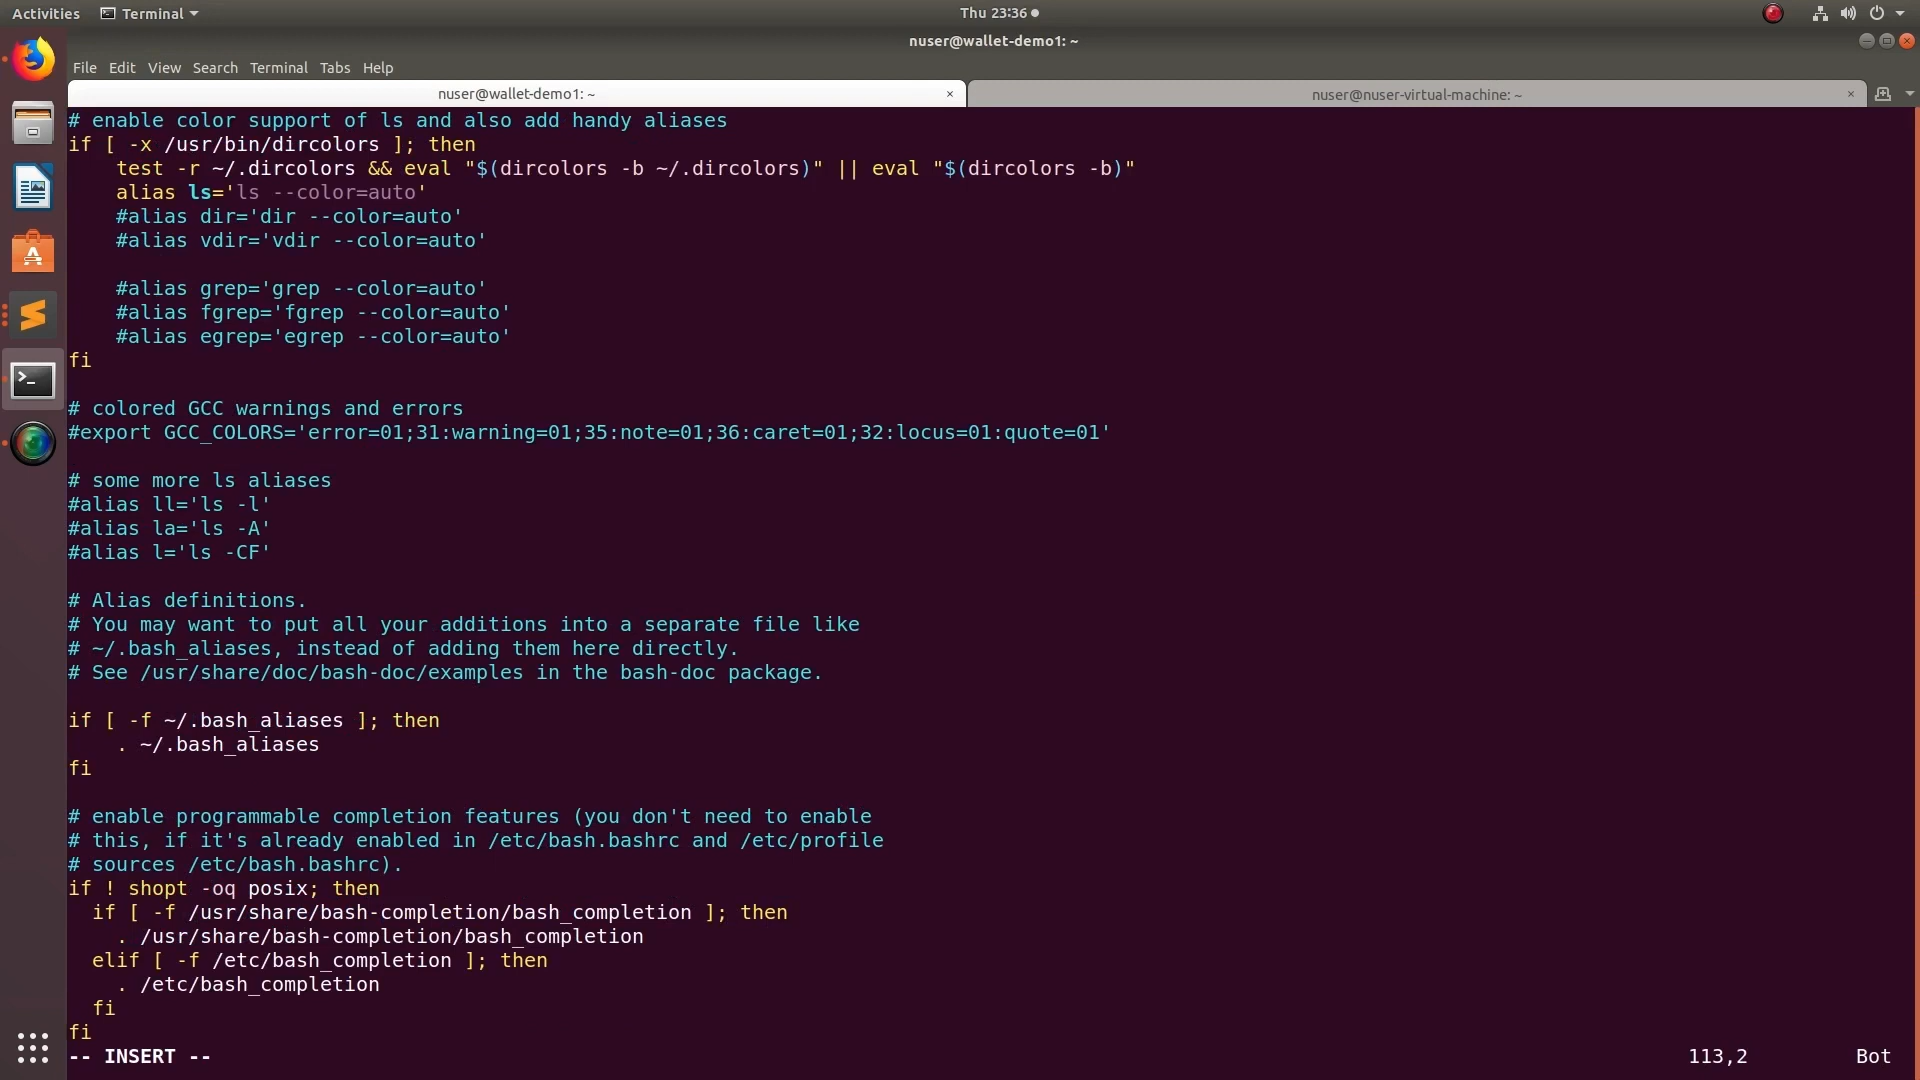 Activities Terminal Thu 23:36
nuser@wallet-demo1: ~
File Edit View Search Terminal Tabs Help
nuser@wallet-demo1: ~ × nuser@nuser-virtual-machine: ~ ×
# enable color support of ls and also add handy aliases
if [ -x /usr/bin/dircolors ]; then
    test -r ~/.dircolors && eval "$(dircolors -b ~/.dircolors)" || eval "$(dircolors -b)"
    alias ls='ls --color=auto'
    #alias dir='dir --color=auto'
    #alias vdir='vdir --color=auto'

    #alias grep='grep --color=auto'
    #alias fgrep='fgrep --color=auto'
    #alias egrep='egrep --color=auto'
fi

# colored GCC warnings and errors
#export GCC_COLORS='error=01;31:warning=01;35:note=01;36:caret=01;32:locus=01:quote=01'

# some more ls aliases
#alias ll='ls -l'
#alias la='ls -A'
#alias l='ls -CF'

# Alias definitions.
# You may want to put all your additions into a separate file like
# ~/.bash_aliases, instead of adding them here directly.
# See /usr/share/doc/bash-doc/examples in the bash-doc package.

if [ -f ~/.bash_aliases ]; then
    . ~/.bash_aliases
fi

# enable programmable completion features (you don't need to enable
# this, if it's already enabled in /etc/bash.bashrc and /etc/profile
# sources /etc/bash.bashrc).
if ! shopt -oq posix; then
  if [ -f /usr/share/bash-completion/bash_completion ]; then
    . /usr/share/bash-completion/bash_completion
  elif [ -f /etc/bash_completion ]; then
    . /etc/bash_completion
  fi
fi
-- INSERT -- 113,2 Bot